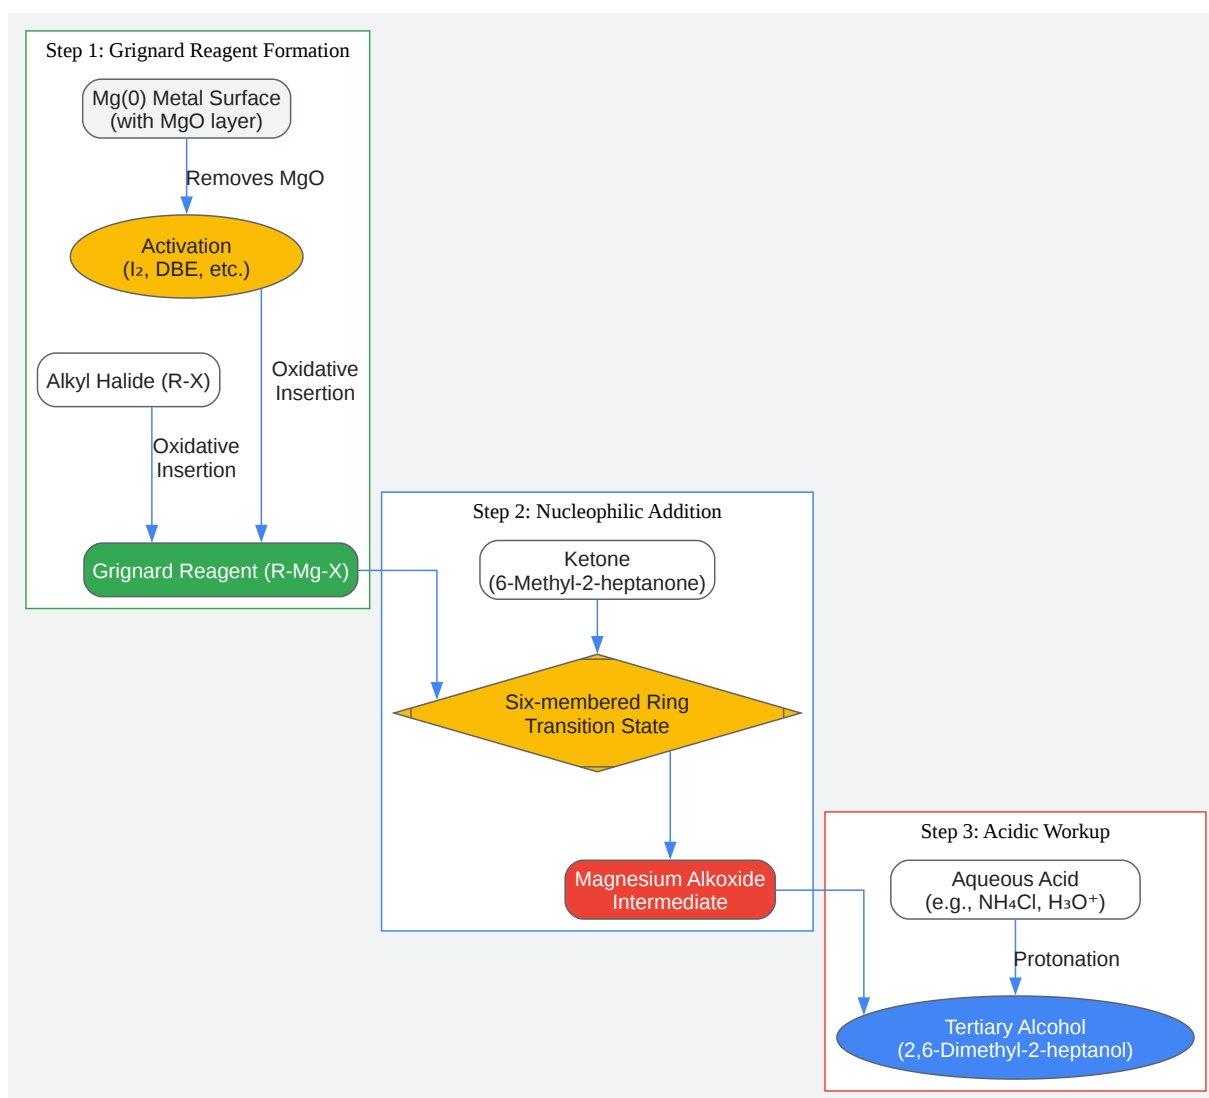 Step 1: Grignard Reagent Formation
Mg(0) Metal Surface
(with MgO layer)
Removes MgO
Activation
(I₂, DBE, etc.)
Oxidative
Insertion
Alkyl Halide (R-X)
Oxidative
Insertion
Grignard Reagent (R-Mg-X)
Step 2: Nucleophilic Addition
Ketone
(6-Methyl-2-heptanone)
Six-membered Ring
Transition State
Magnesium Alkoxide
Intermediate
Step 3: Acidic Workup
Aqueous Acid
(e.g., NH₄Cl, H₃O⁺)
Protonation
Tertiary Alcohol
(2,6-Dimethyl-2-heptanol)